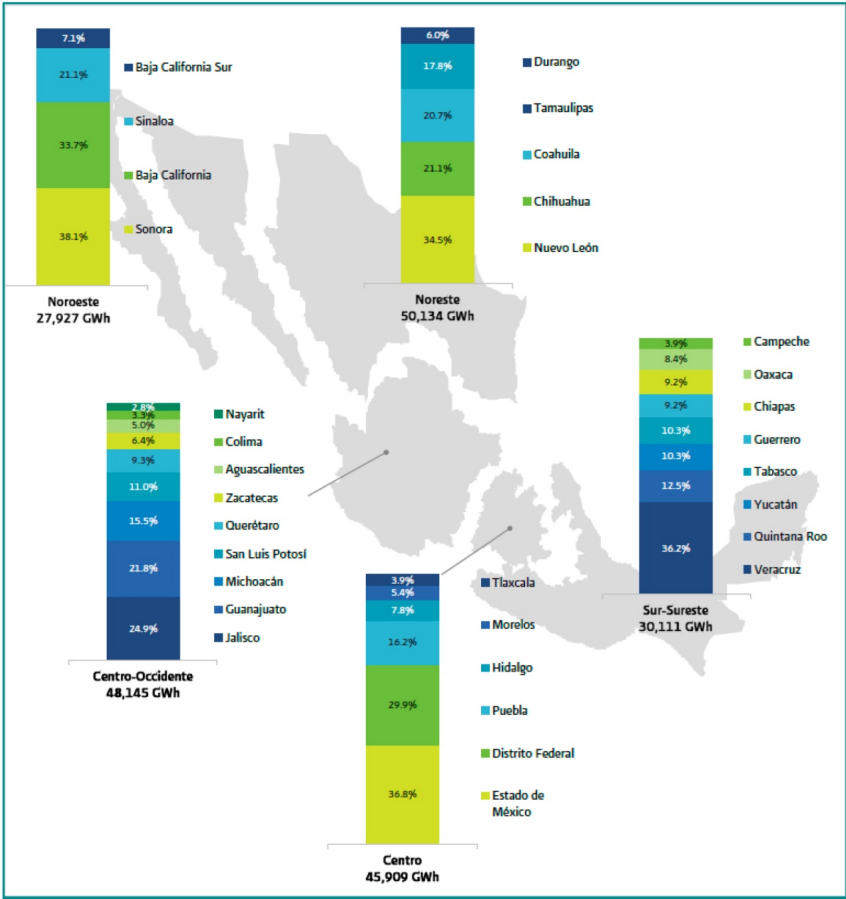 7.1%
21.1%
33.7%
38.1%
Baja California Sur
Sinaloa
Baja California
Sonora
Noroeste
27,927 GWh
6.0%
17.8%
20.7%
21.1%
34.5%
Durango
Tamaulipas
Coahuila
Chihuahua
Nuevo León
Noreste
50,134 GWh
3.9%
8.4%
9.2%
9.2%
10.3%
10.3%
12.5%
36.2%
Campeche
Oaxaca
Chiapas
Guerrero
Tabasco
Yucatán
Quintana Roo
Veracruz
Sur-Sureste
30,111 GWh
2.8%
3.3%
5.0%
6.4%
9.3%
11.0%
15.5%
21.8%
24.9%
Nayarit
Colima
Aguascalientes
Zacatecas
Querétaro
San Luis Potosí
Michoacán
Guanajuato
Jalisco
Centro-Occidente
48,145 GWh
3.9%
5.4%
7.8%
16.2%
29.9%
36.8%
Tlaxcala
Morelos
Hidalgo
Puebla
Distrito Federal
Estado de
México
Centro
45,909 GWh